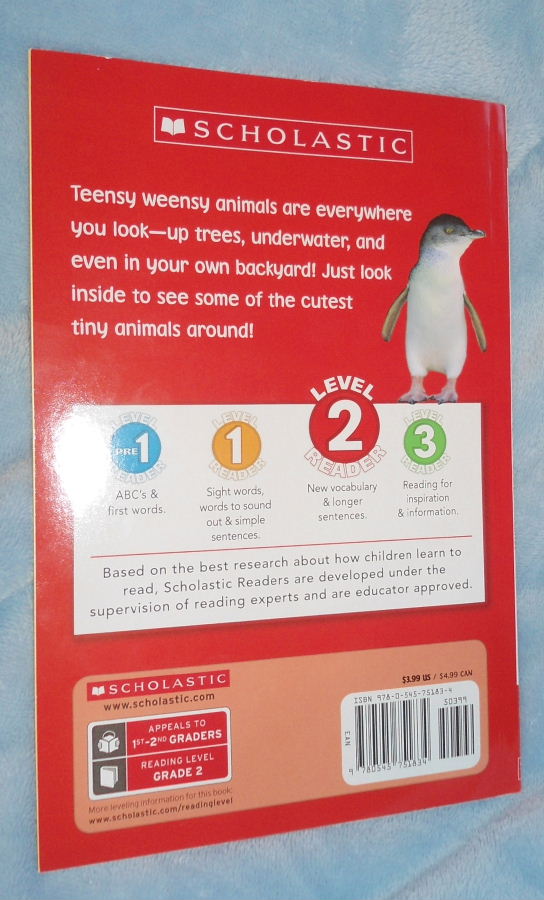 SCHOLASTIC
Teensy weensy animals are everywhere
you look—up trees, underwater, and
even in your own backyard! Just look
inside to see some of the cutest
tiny animals around!
LEVEL
PRE 1
READER
ABC's &
first words.
LEVEL
1
READER
Sight words,
words to sound
out & simple
sentences.
LEVEL
2
READER
New vocabulary
& longer
sentences.
LEVEL
3
READER
Reading for
inspiration
& information.
Based on the best research about how children learn to
read, Scholastic Readers are developed under the
supervision of reading experts and are educator approved.
SCHOLASTIC
www.scholastic.com
APPEALS TO
1ST–2ND GRADERS
READING LEVEL
GRADE 2
More leveling information for this book:
www.scholastic.com/readinglevel
$3.99 US / $4.99 CAN
ISBN 978-0-545-75183-4
50399
EAN
9 780545 751834